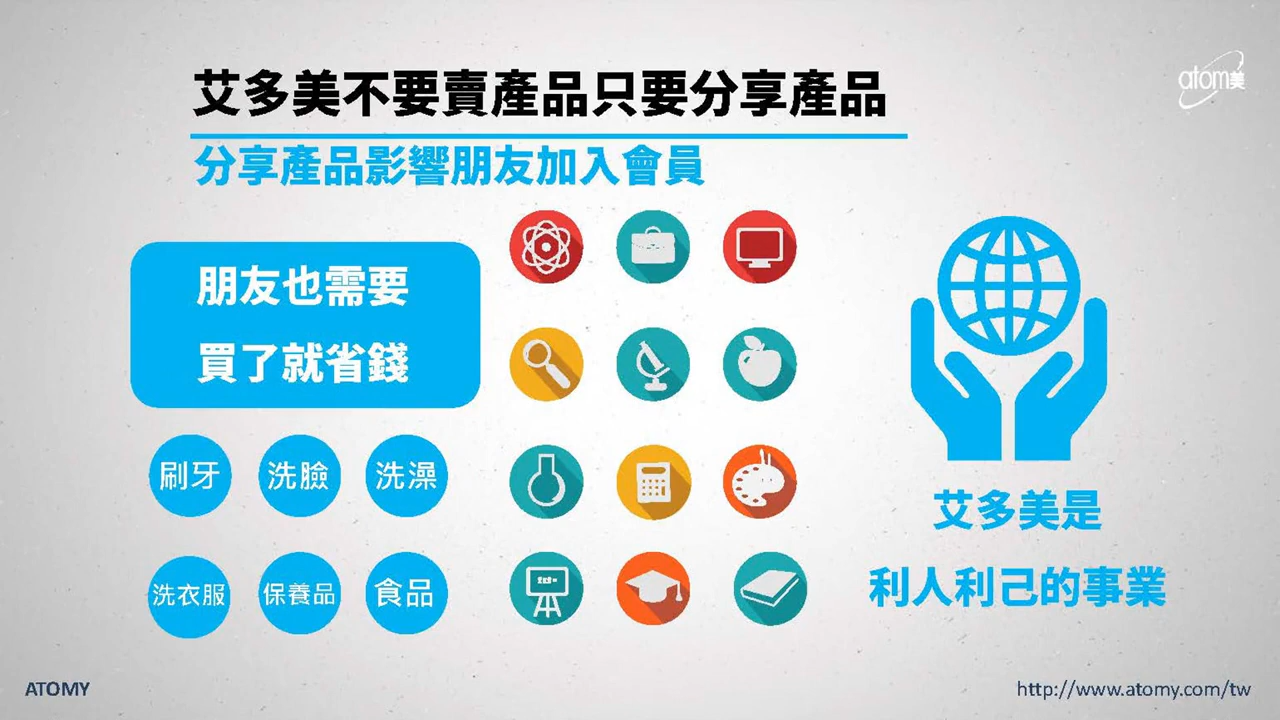 艾多美不要賣產品只要分享產品
atom美
分享產品影響朋友加入會員
朋友也需要
買了就省錢
刷牙
洗臉
洗澡
洗衣服
保養品
食品
艾多美是
利人利己的事業
ATOMY
http://www.atomy.com/tw